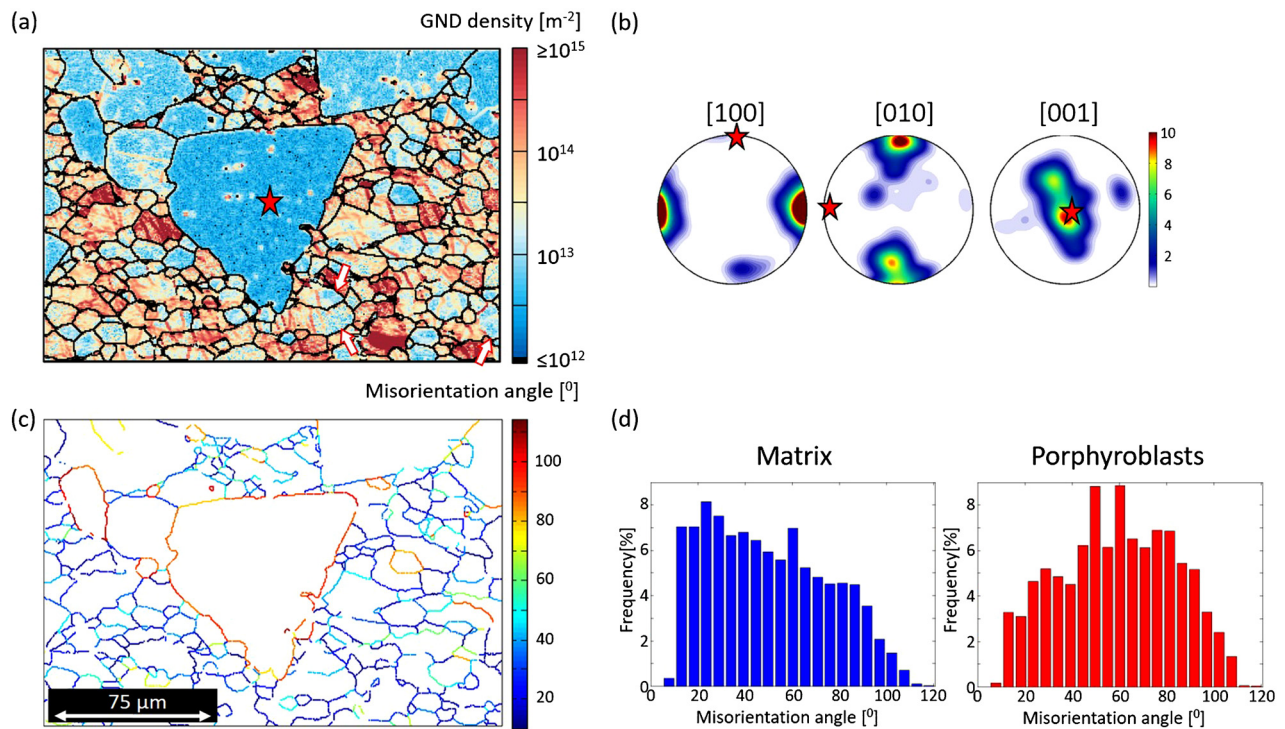 (a)
GND density [m⁻²]
≥10¹⁵
10¹⁴
10¹³
≤10¹²
(b)
[100] [010] [001]
10
8
6
4
2
Misorientation angle [⁰]
(c)
100
80
60
40
20
75 µm
(d)
Matrix
Frequency[%]
8
6
4
2
0
0 20 40 60 80 100 120
Misorientation angle [⁰]
Porphyroblasts
Frequency[%]
8
6
4
2
0
0 20 40 60 80 100 120
Misorientation angle [⁰]